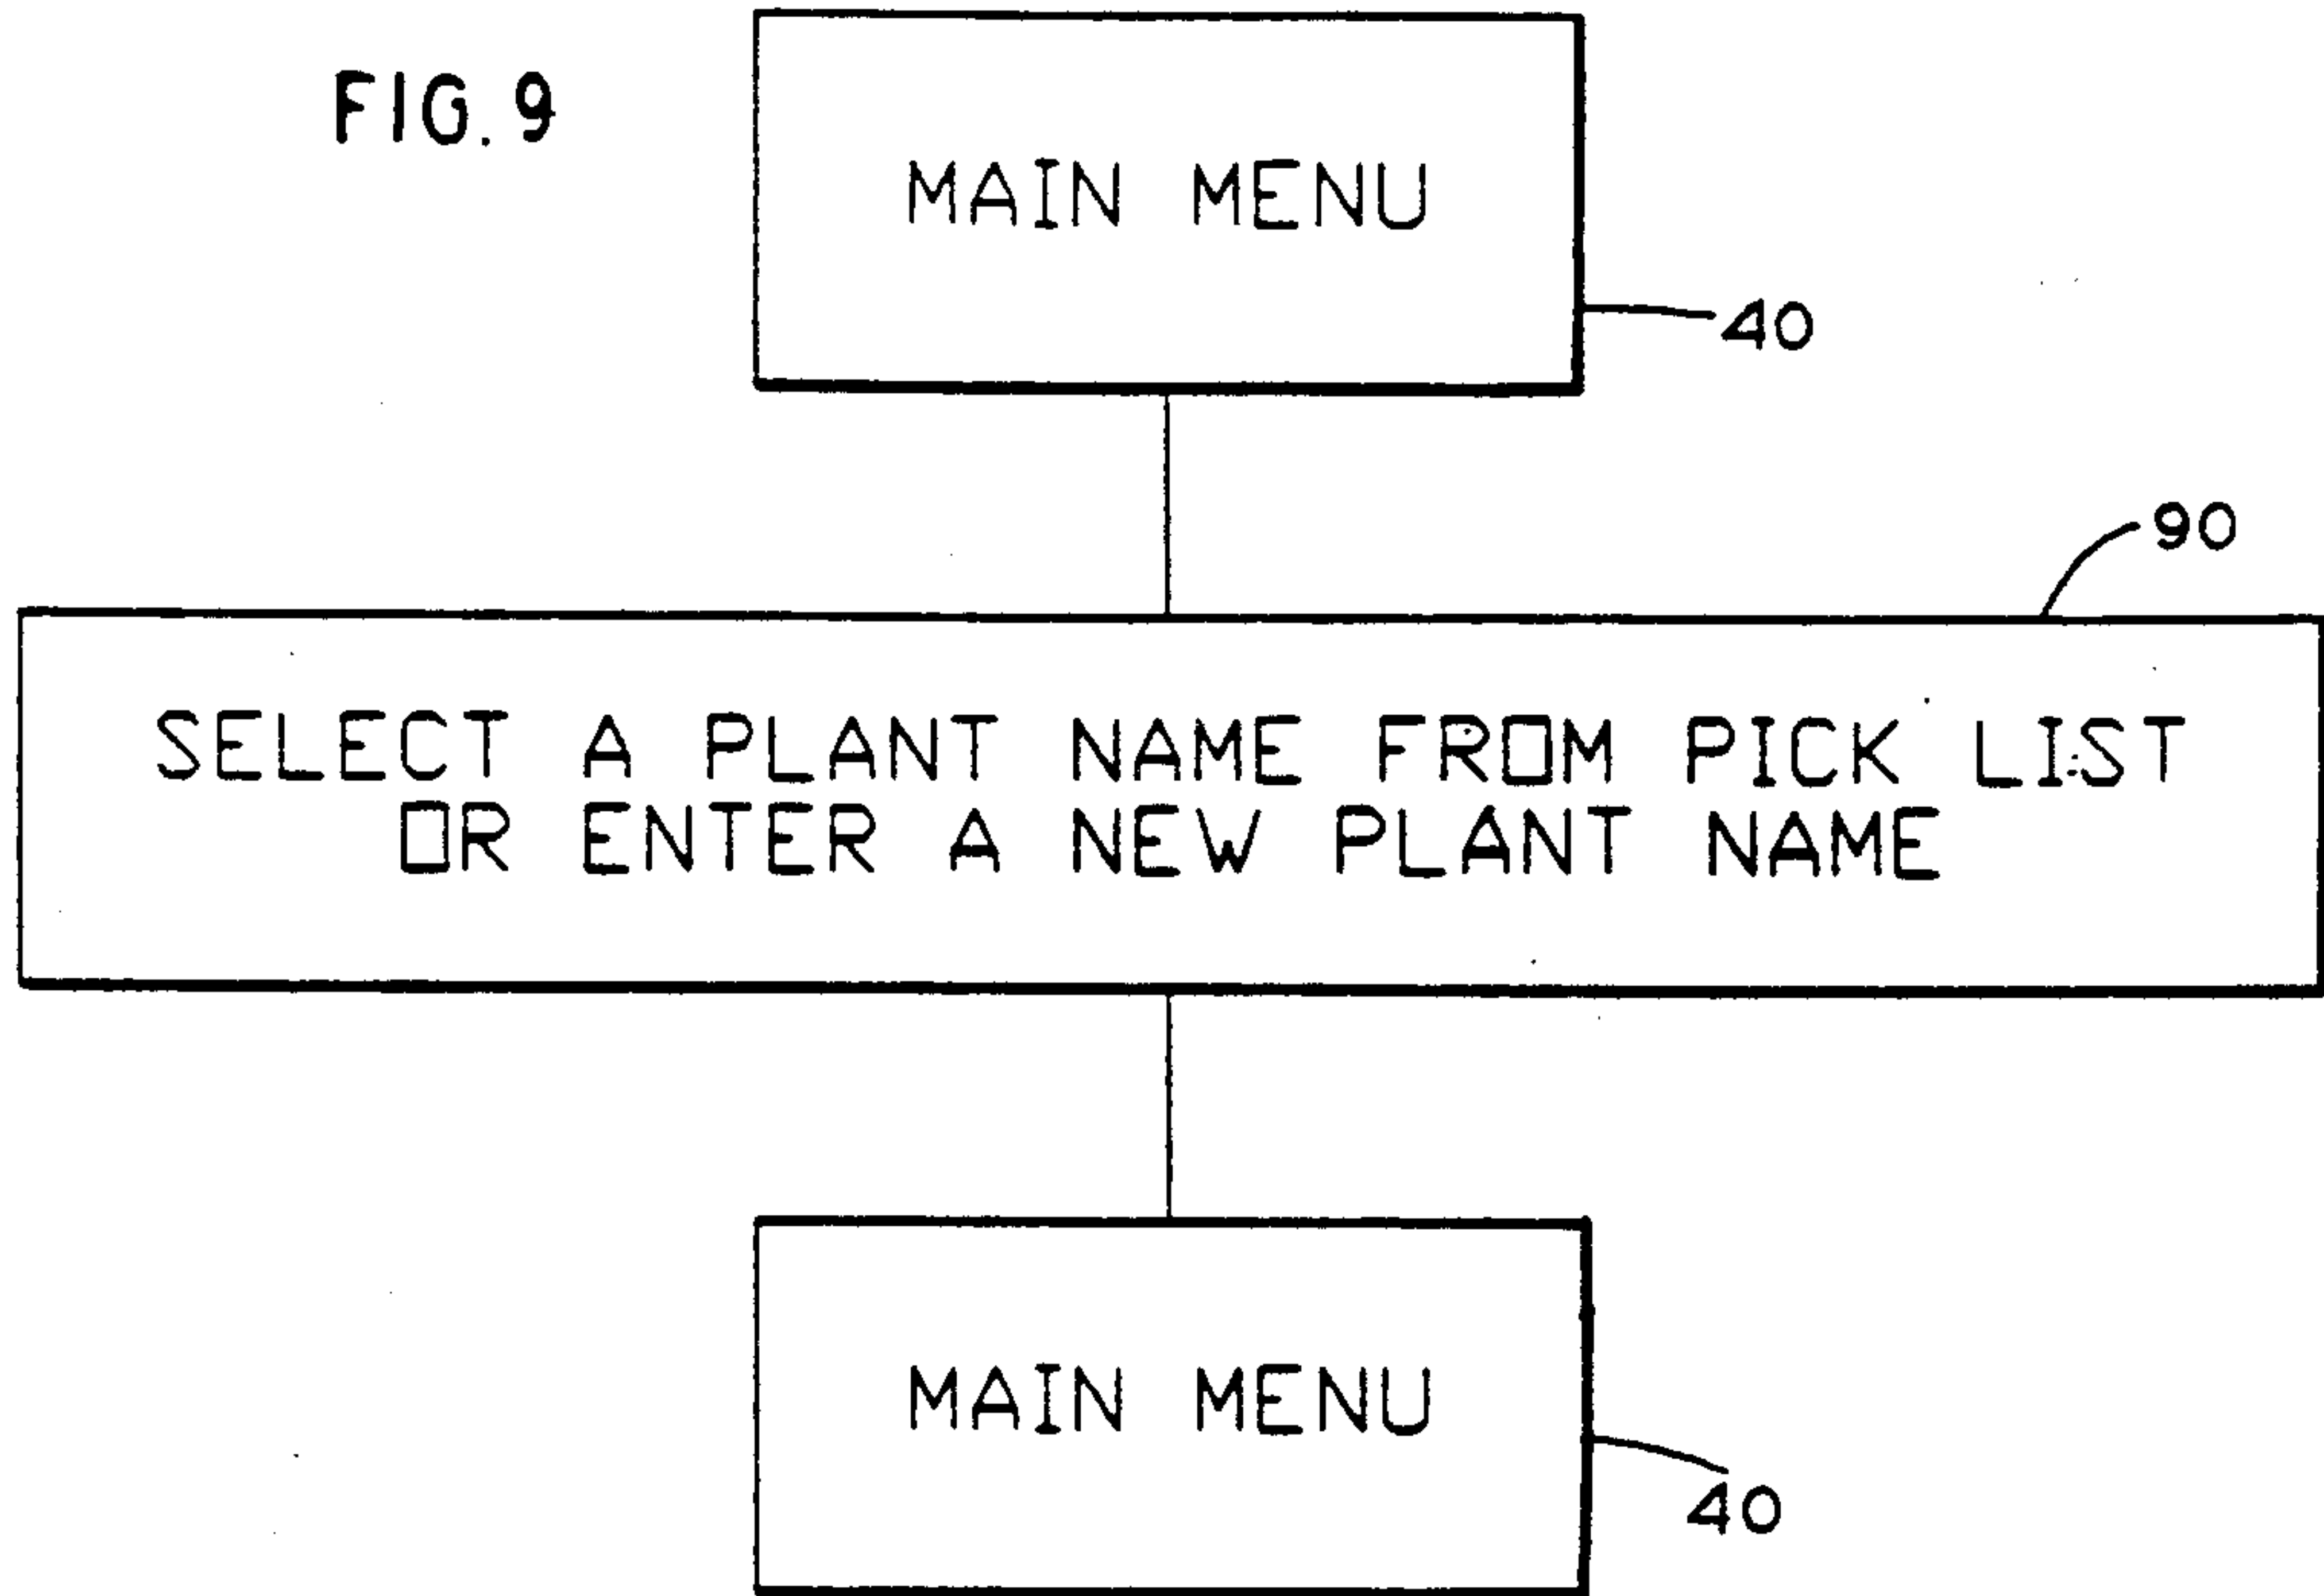 FIG. 9
MAIN MENU
40
90
SELECT A PLANT NAME FROM PICK LIST
OR ENTER A NEW PLANT NAME
MAIN MENU
40